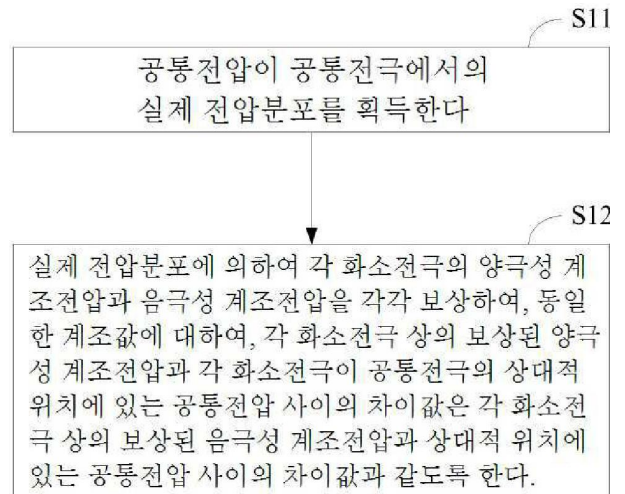 S11
공통전압이 공통전극에서의
실제 전압분포를 획득한다
S12
실제 전압분포에 의하여 각 화소전극의 양극성 계
조전압과 음극성 계조전압을 각각 보상하여, 동일
한 계조값에 대하여, 각 화소전극 상의 보상된 양극
성 계조전압과 각 화소전극이 공통전극의 상대적
위치에 있는 공통전압 사이의 차이값은 각 화소전
극 상의 보상된 음극성 계조전압과 상대적 위치에
있는 공통전압 사이의 차이값과 같도록 한다.